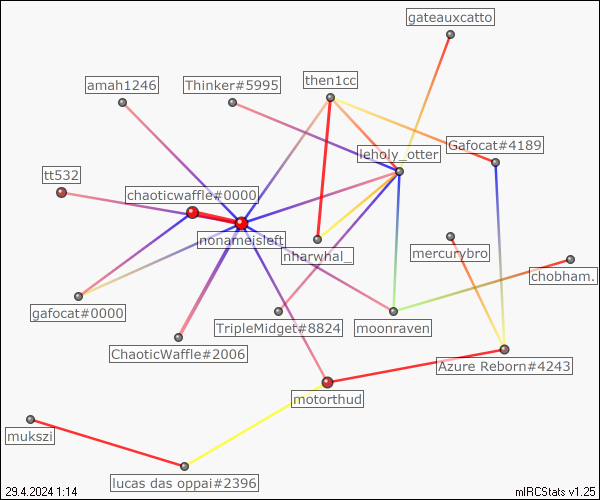 gateauxcatto
amah1246
Thinker#5995
then1cc
Gafocat#4189
leholy_otter
tt532
chaoticwaffle#0000
nonameisleft
nharwhal_
mercurybro
chobham.
gafocat#0000
TripleMidget#8824
moonraven
ChaoticWaffle#2006
Azure Reborn#4243
motorthud
mukszi
lucas das oppai#2396
29.4.2024 1:14
mIRCStats v1.25